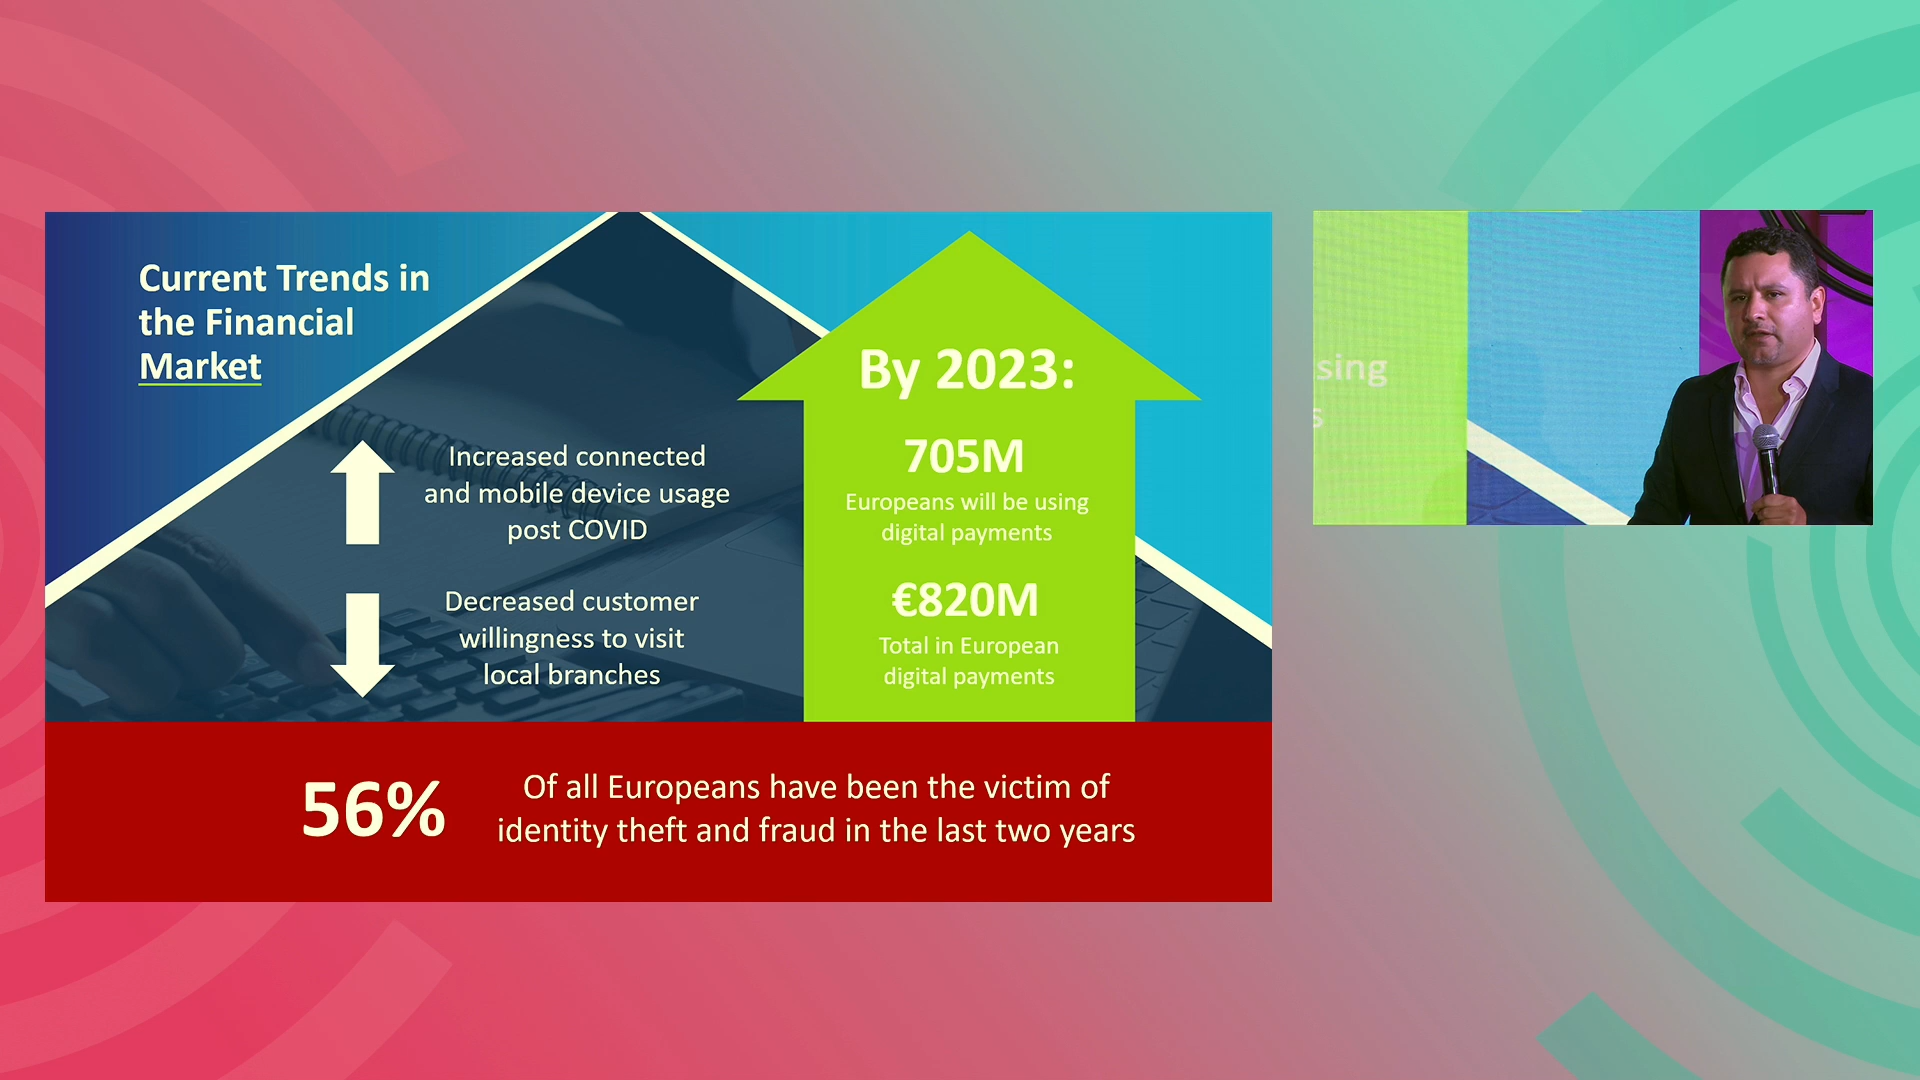 Current Trends in
the Financial
Market
Increased connected
and mobile device usage
post COVID
Decreased customer
willingness to visit
local branches
By 2023:
705M
Europeans will be using
digital payments
€820M
Total in European
digital payments
56%
Of all Europeans have been the victim of
identity theft and fraud in the last two years
sing
s